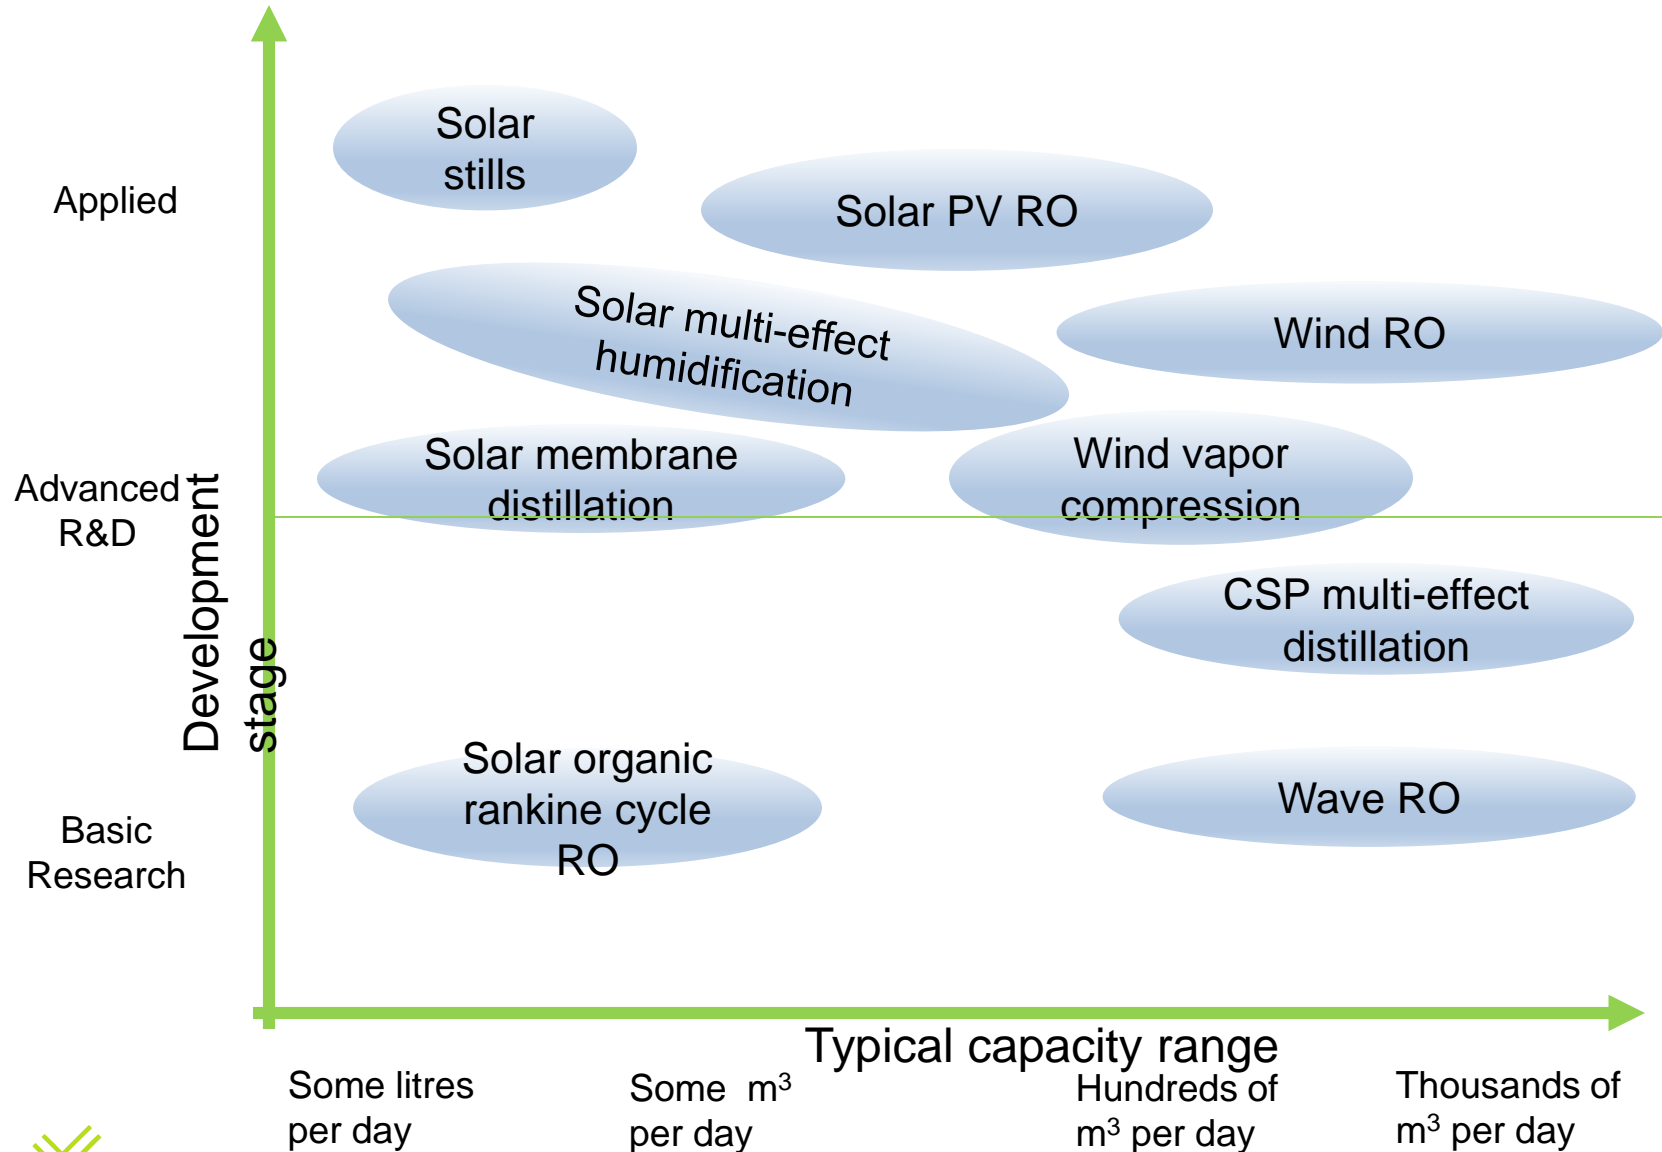 Solar
stills
Applied
Solar PV RO
Solar multi-effect
humidification
Wind RO
Solar membrane
distillation
Wind vapor
compression
Advanced
R&D
Development
stage
CSP multi-effect
distillation
Solar organic
rankine cycle
RO
Wave RO
Basic
Research
Typical capacity range
Some litres
per day
Some m³
per day
Hundreds of
m³ per day
Thousands of
m³ per day